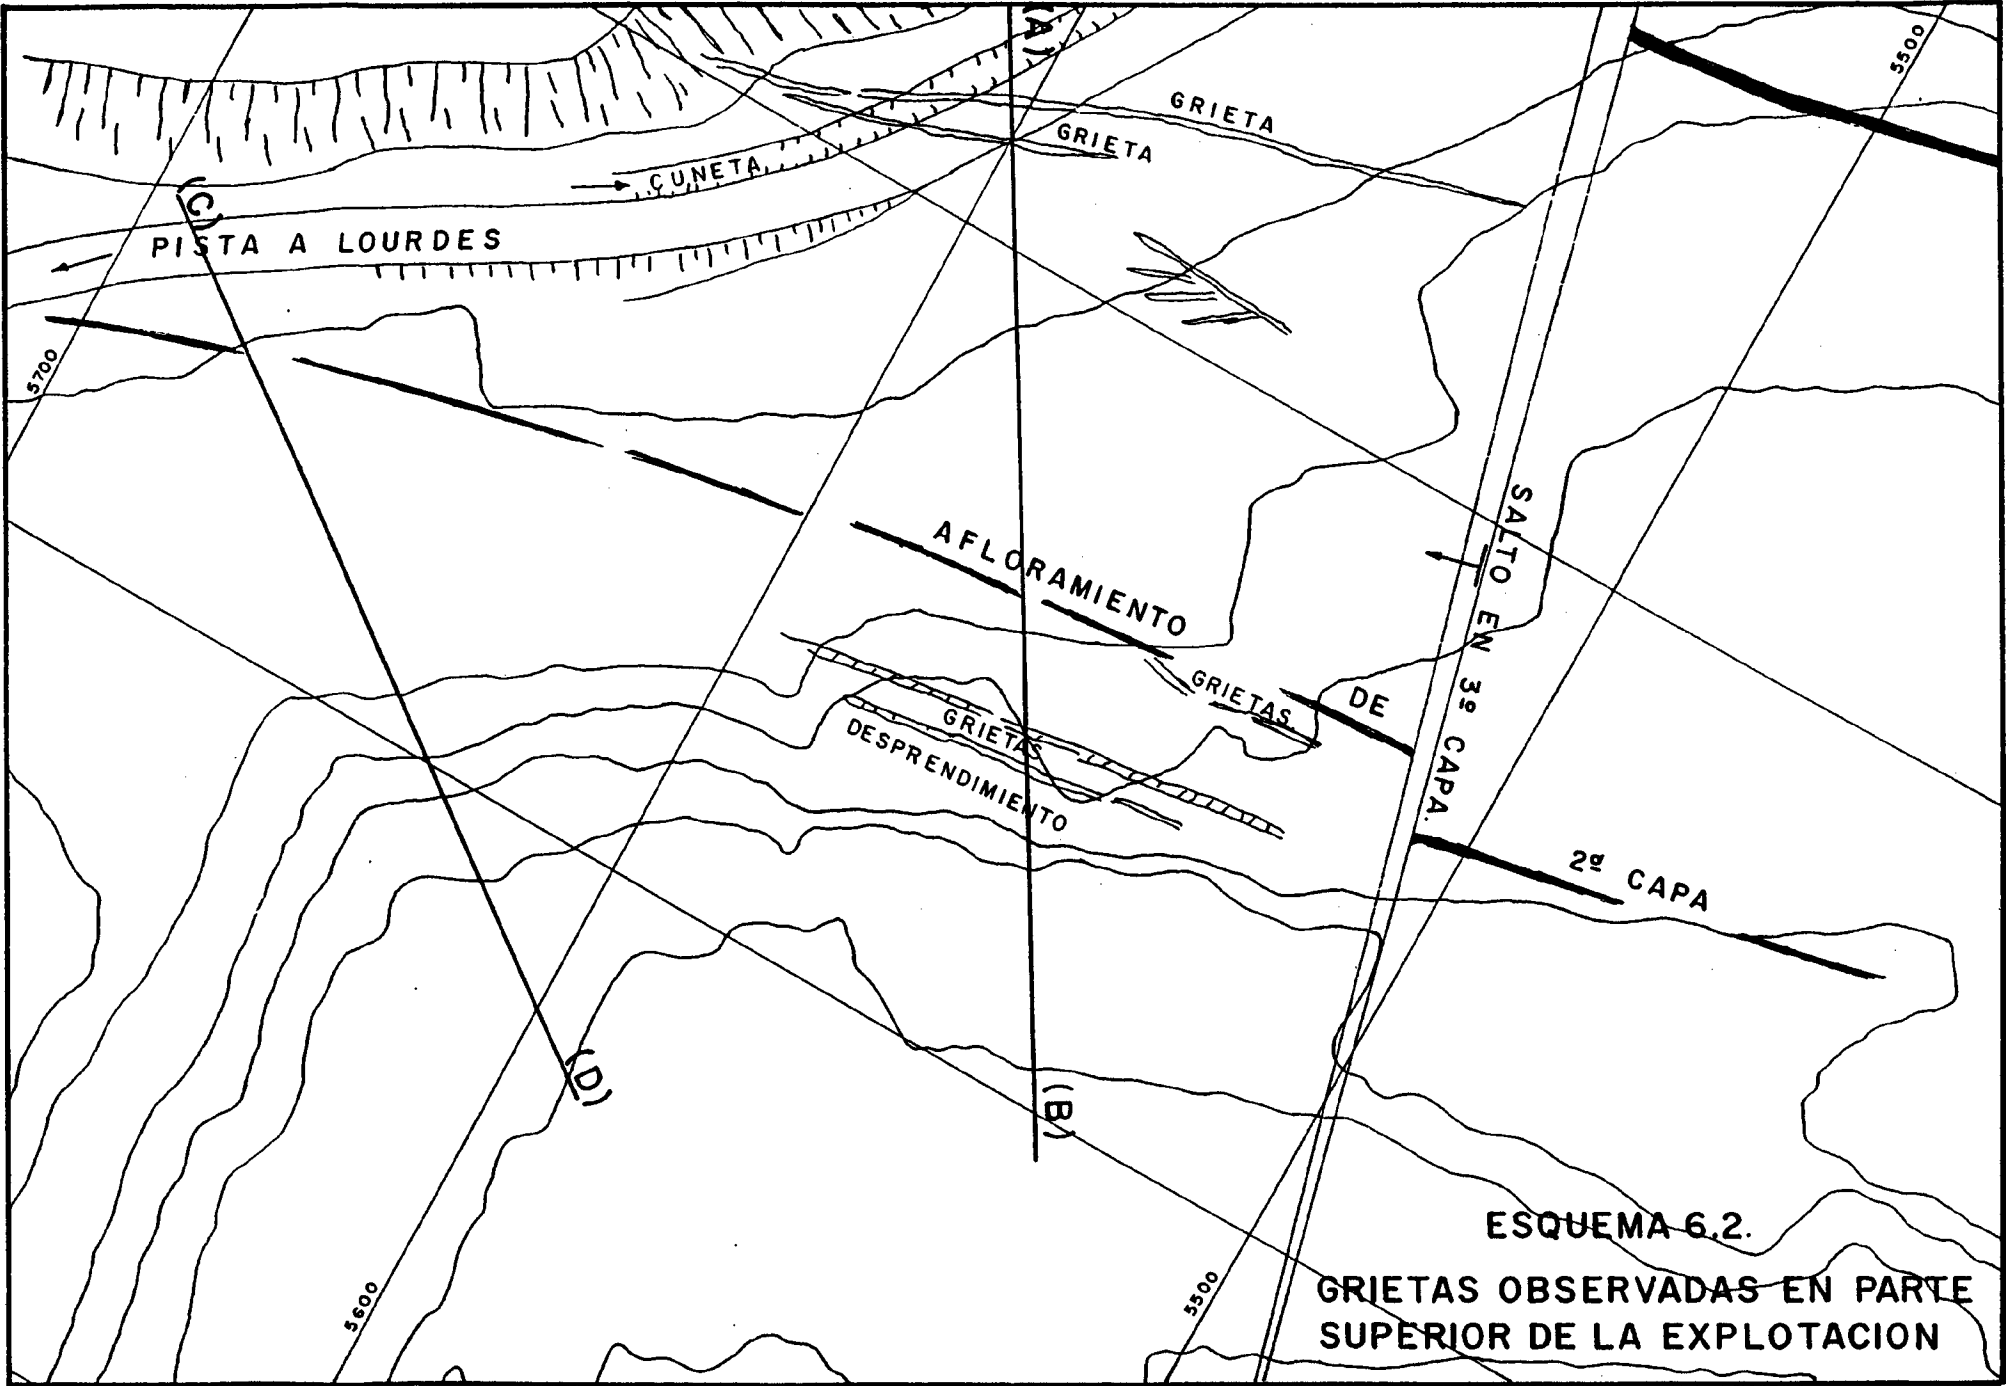 (A)
5500
GRIETA
GRIETA
CUNETA
(C)
PISTA A LOURDES
5700
AFLORAMIENTO
DE
2ª CAPA
SALTO EN 3º CAPA.
GRIETAS
GRIETAS
DESPRENDIMIENTO
(D)
(B)
5600
5500
ESQUEMA 6.2.
GRIETAS OBSERVADAS EN PARTE
SUPERIOR DE LA EXPLOTACION